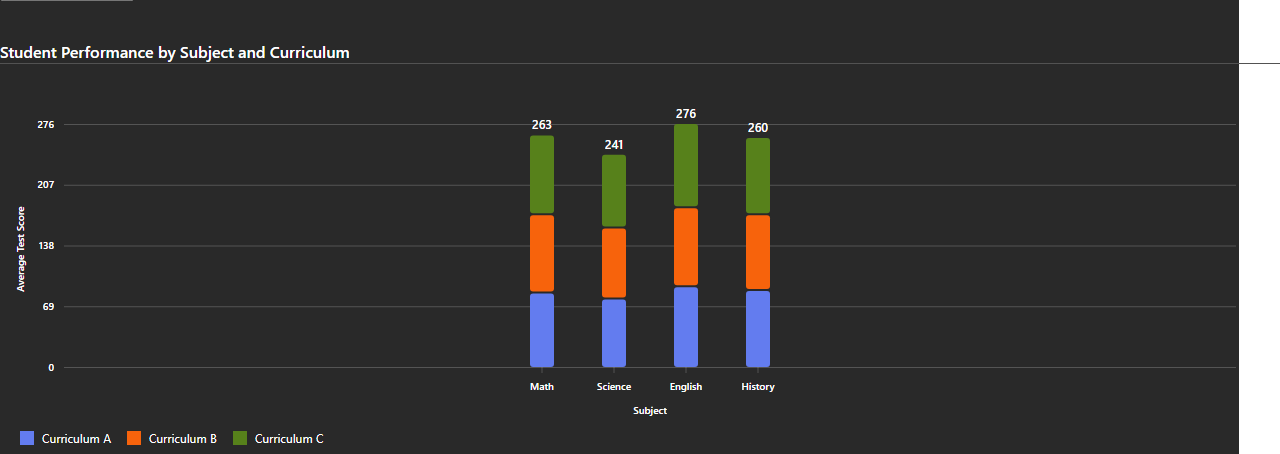 Student Performance by Subject and Curriculum
276
207
138
69
0
Average Test Score
263
241
276
260
Math
Science
English
History
Subject
Curriculum A
Curriculum B
Curriculum C